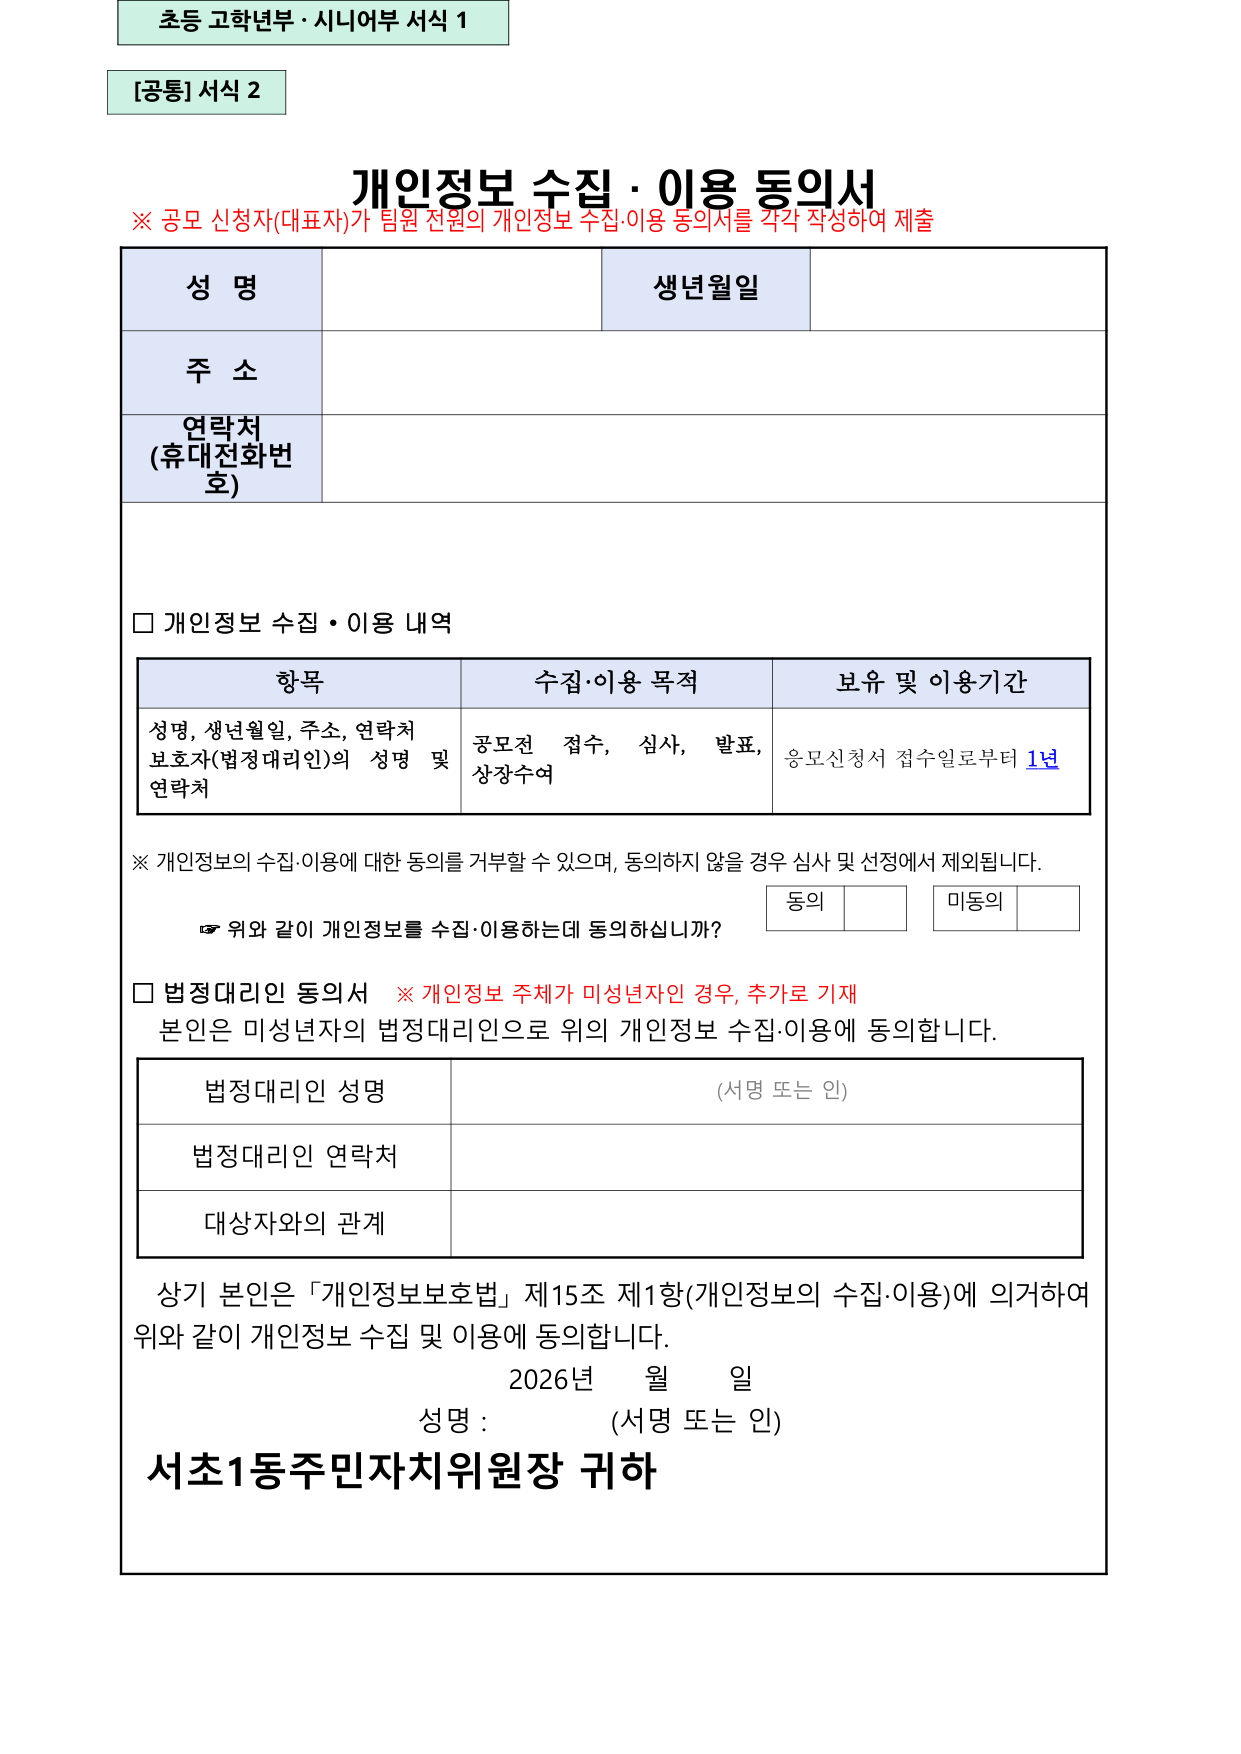 초등 고학년부 · 시니어부 서식 1
[공통] 서식 2
개인정보 수집 · 이용 동의서
※ 공모 신청자(대표자)가 팀원 전원의 개인정보 수집·이용 동의서를 각각 작성하여 제출
성 명
생년월일
주 소
연락처
(휴대전화번
호)
□ 개인정보 수집 • 이용 내역
항목
수집·이용 목적
보유 및 이용기간
성명, 생년월일, 주소, 연락처
보호자(법정대리인)의 성명 및
연락처
공모전 접수, 심사, 발표,
상장수여
응모신청서 접수일로부터 1년
※ 개인정보의 수집·이용에 대한 동의를 거부할 수 있으며, 동의하지 않을 경우 심사 및 선정에서 제외됩니다.
☞ 위와 같이 개인정보를 수집·이용하는데 동의하십니까?
동의
미동의
□ 법정대리인 동의서 ※ 개인정보 주체가 미성년자인 경우, 추가로 기재
본인은 미성년자의 법정대리인으로 위의 개인정보 수집·이용에 동의합니다.
법정대리인 성명
(서명 또는 인)
법정대리인 연락처
대상자와의 관계
상기 본인은「개인정보보호법」제15조 제1항(개인정보의 수집·이용)에 의거하여
위와 같이 개인정보 수집 및 이용에 동의합니다.
2026년 월 일
성명 : (서명 또는 인)
서초1동주민자치위원장 귀하